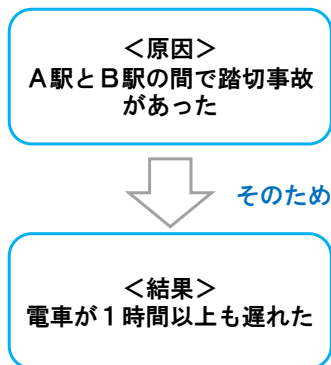 ＜原因＞
Ａ駅とＢ駅の間で踏切事故
があった
そのため
＜結果＞
電車が１時間以上も遅れた